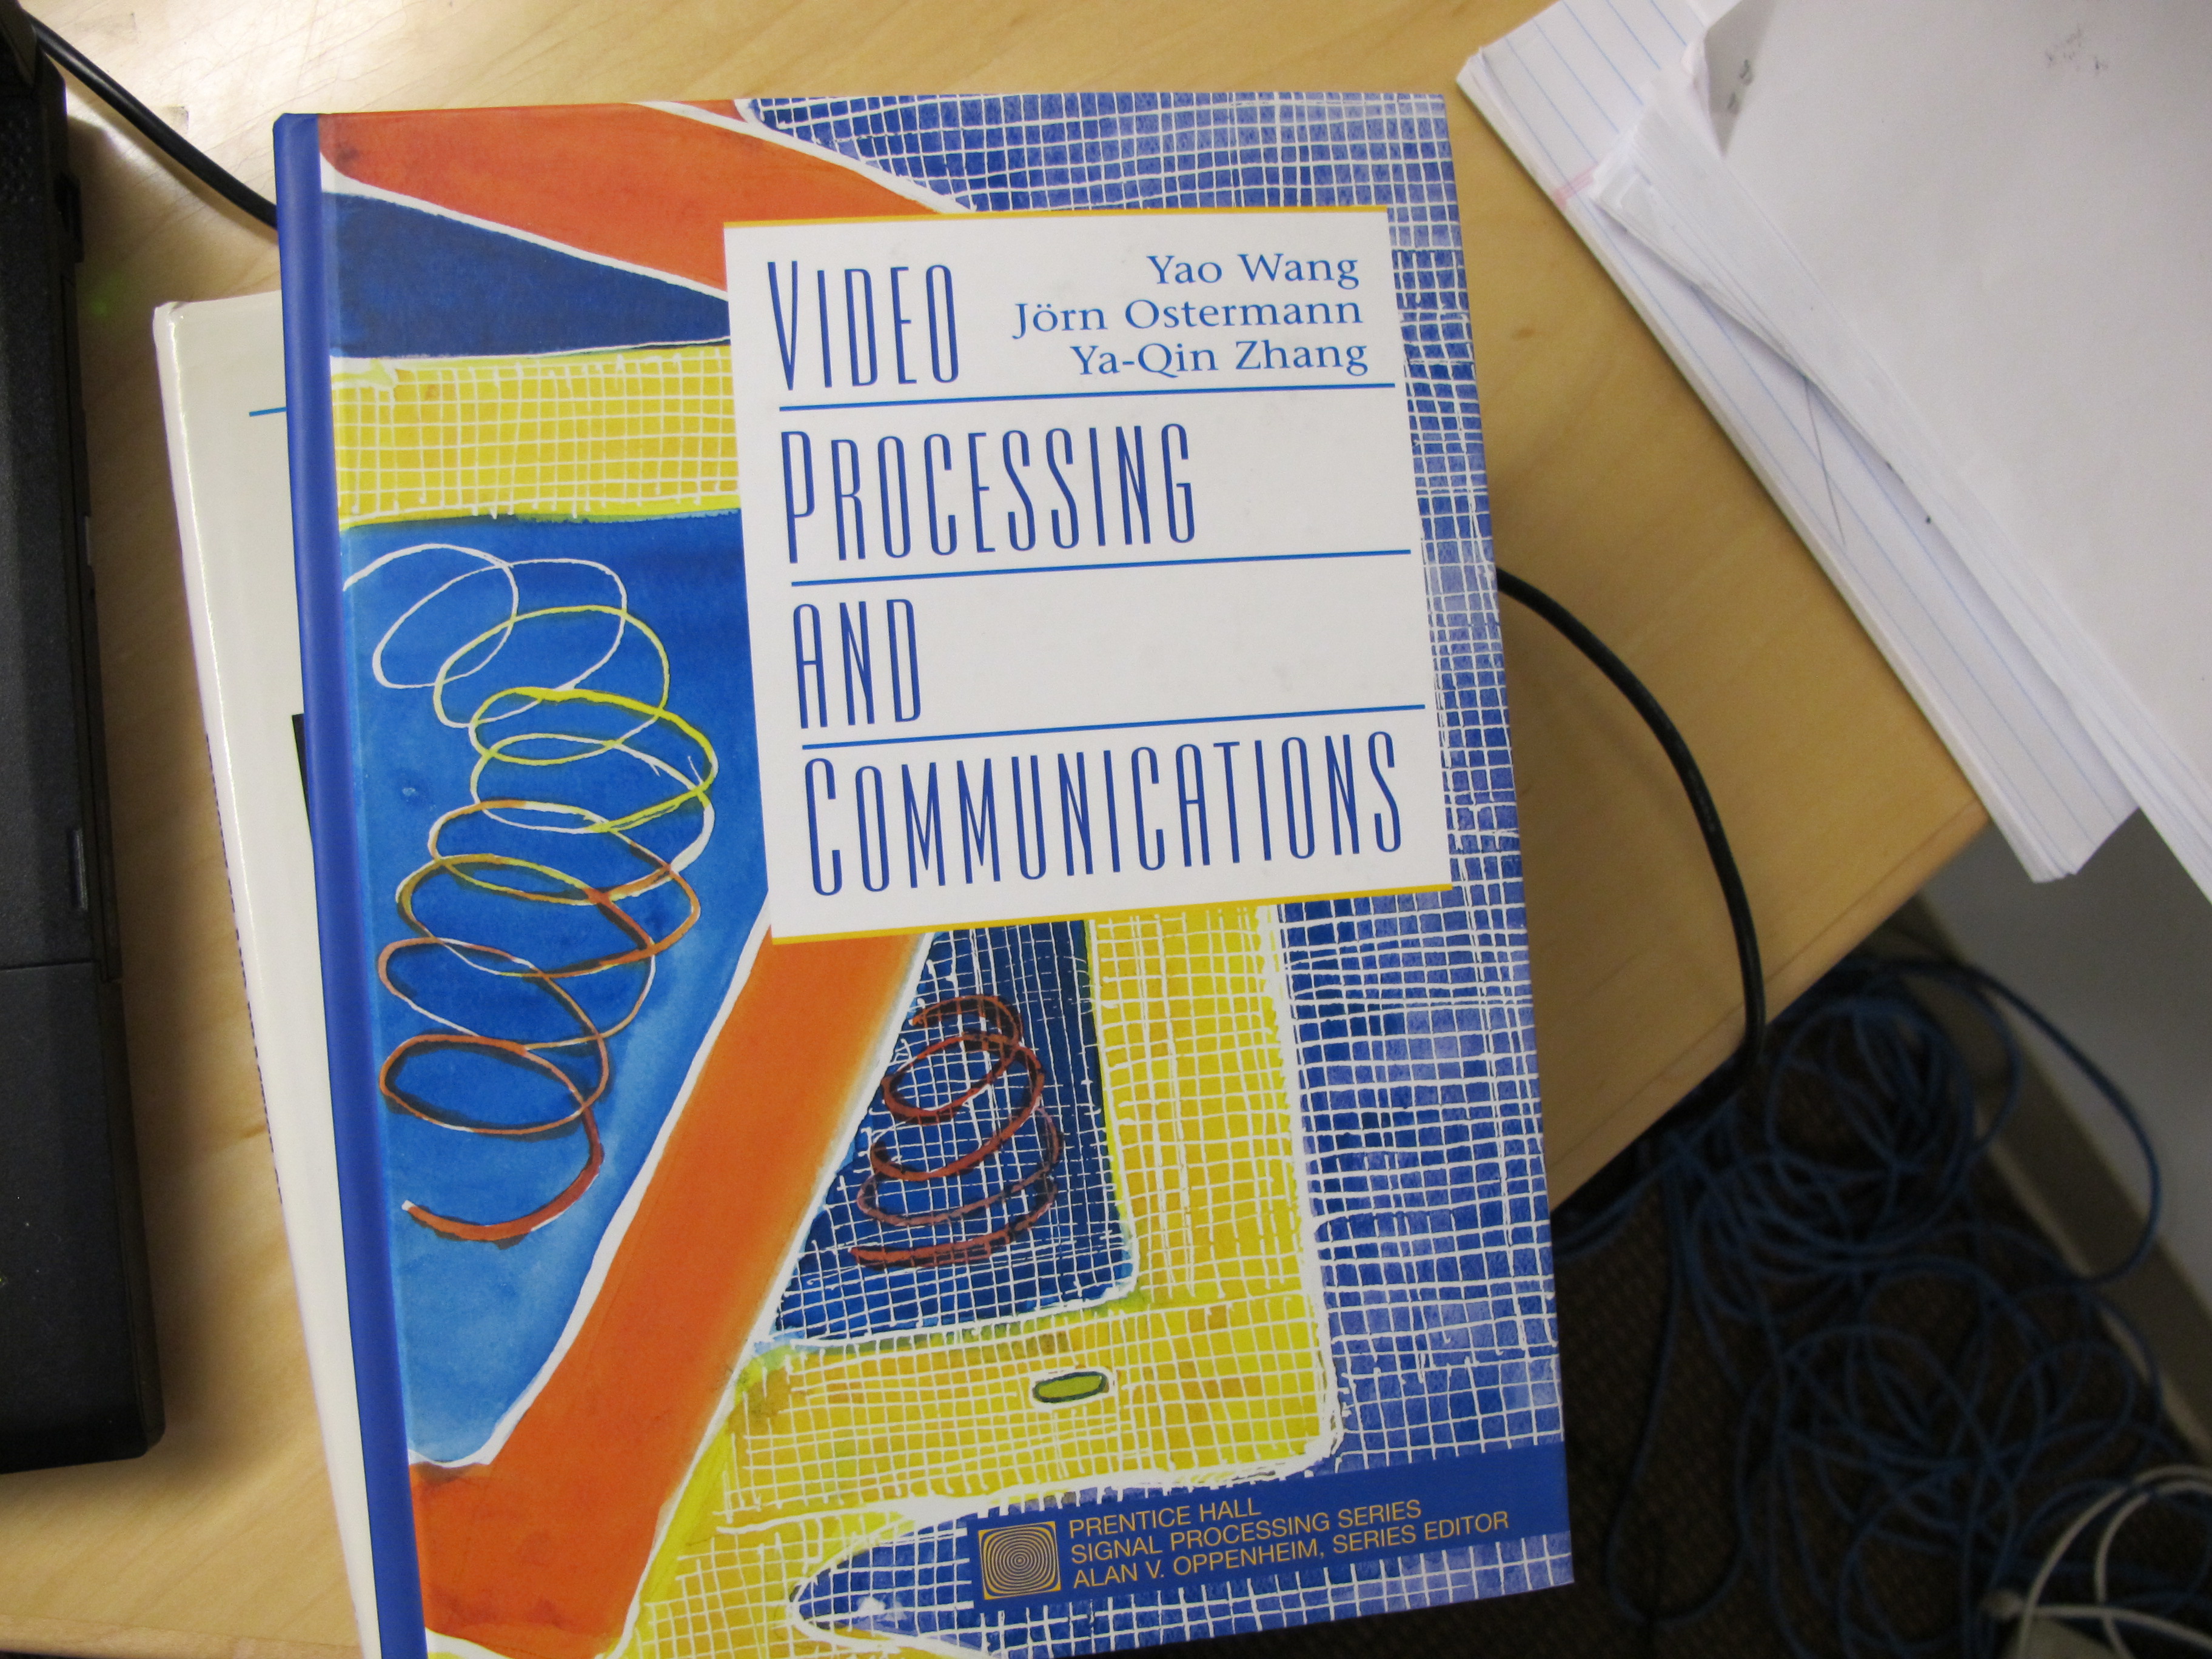 VIDEO
Yao Wang
Jörn Ostermann
Ya-Qin Zhang
PROCESSING
AND
COMMUNICATIONS
PRENTICE HALL
SIGNAL PROCESSING SERIES
ALAN V. OPPENHEIM, SERIES EDITOR